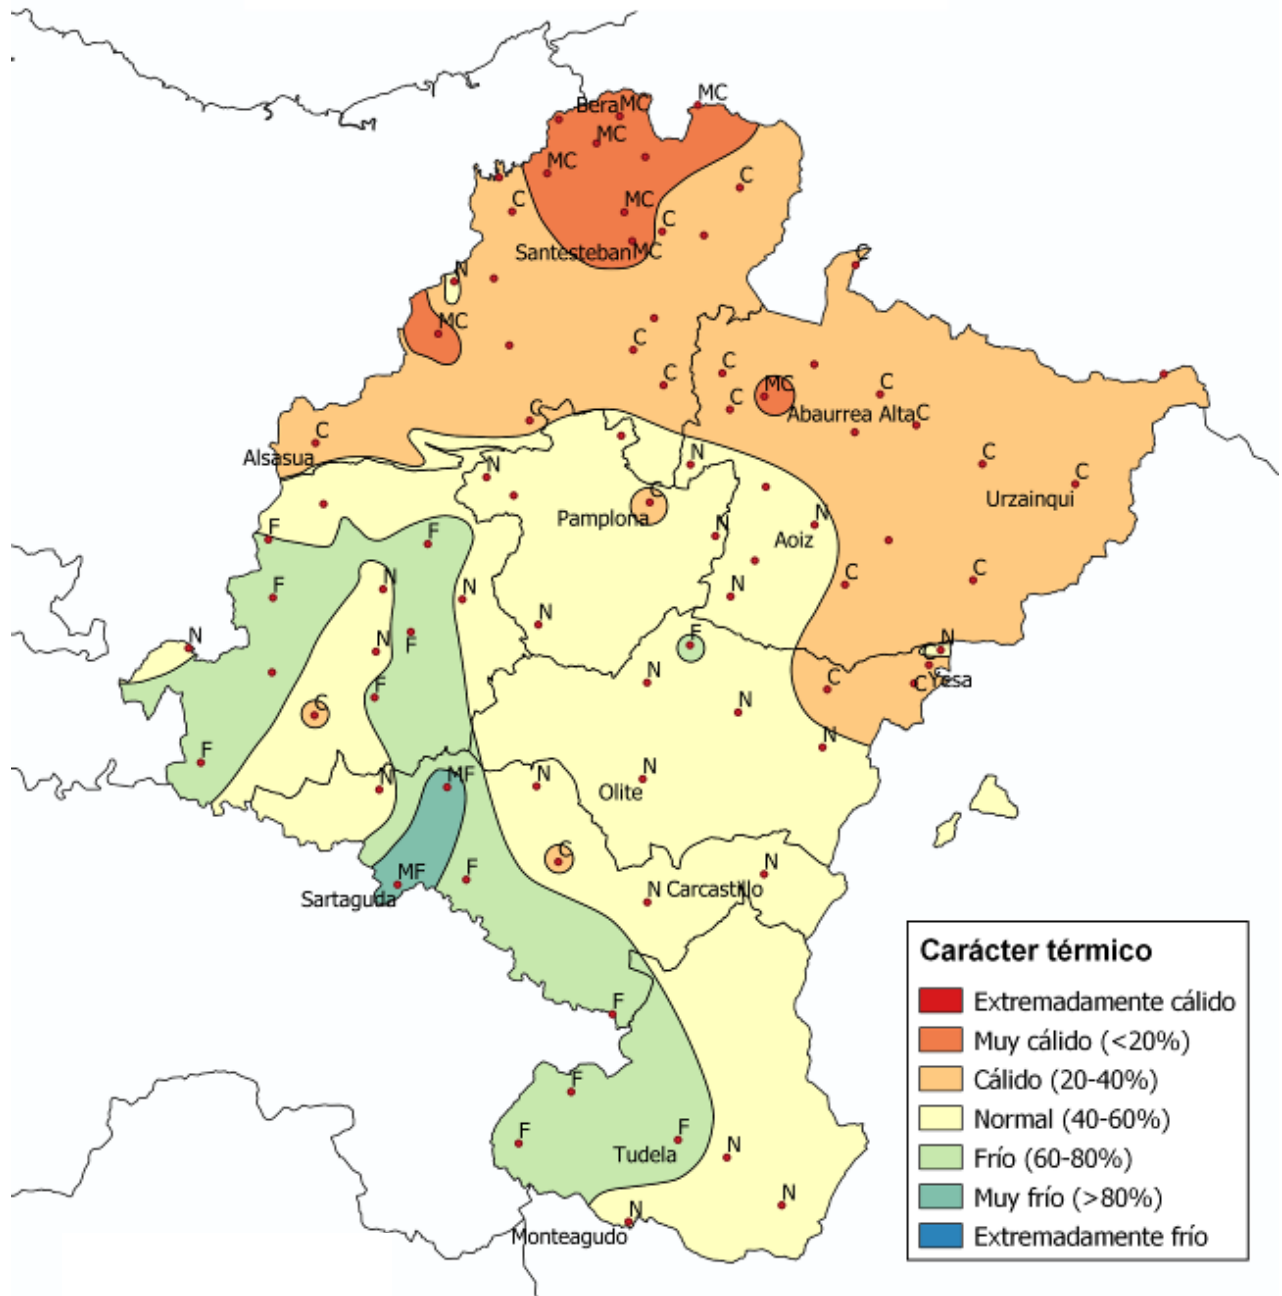 MC
BeraMC
MC
MC
C
C
MC
C
SantestebanMC
C
N
MC
C
C
C
MC
C
C
Abaurrea Alta
C
C
C
Alsasua
N
N
C
C
Urzainqui
C
Pamplona
N
N
Aoiz
F
F
F
N
N
N
C
C
N
F
N
F
N
F
N
N
C
C
Yesa
F
C
N
N
F
N
MF
N
N
Olite
C
N
MF
F
N
Carcastillo
Sartaguda
F
F
F
F
Tudela
N
N
N
Monteagudo
Carácter térmico
Extremadamente cálido
Muy cálido (<20%)
Cálido (20-40%)
Normal (40-60%)
Frío (60-80%)
Muy frío (>80%)
Extremadamente frío